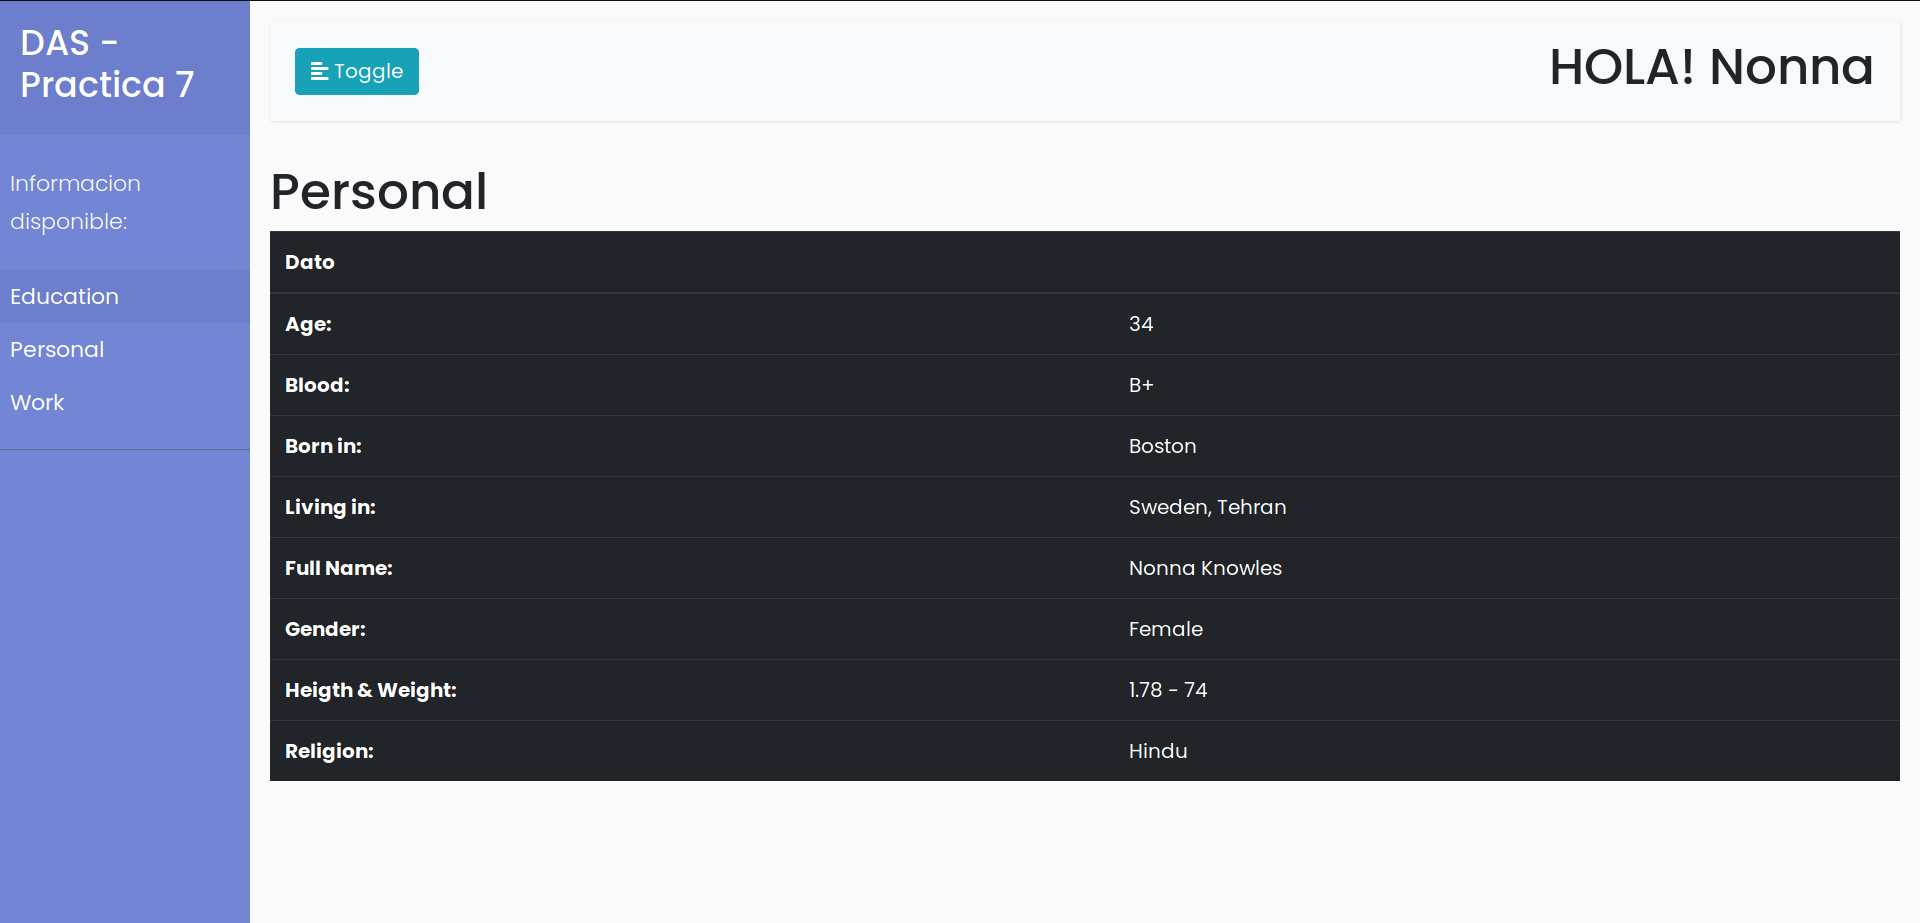 DAS -
Practica 7
Informacion
disponible:
Education
Personal
Work
Toggle
HOLA! Nonna
Personal
Dato
Age: 34
Blood: B+
Born in: Boston
Living in: Sweden, Tehran
Full Name: Nonna Knowles
Gender: Female
Heigth & Weight: 1.78 - 74
Religion: Hindu